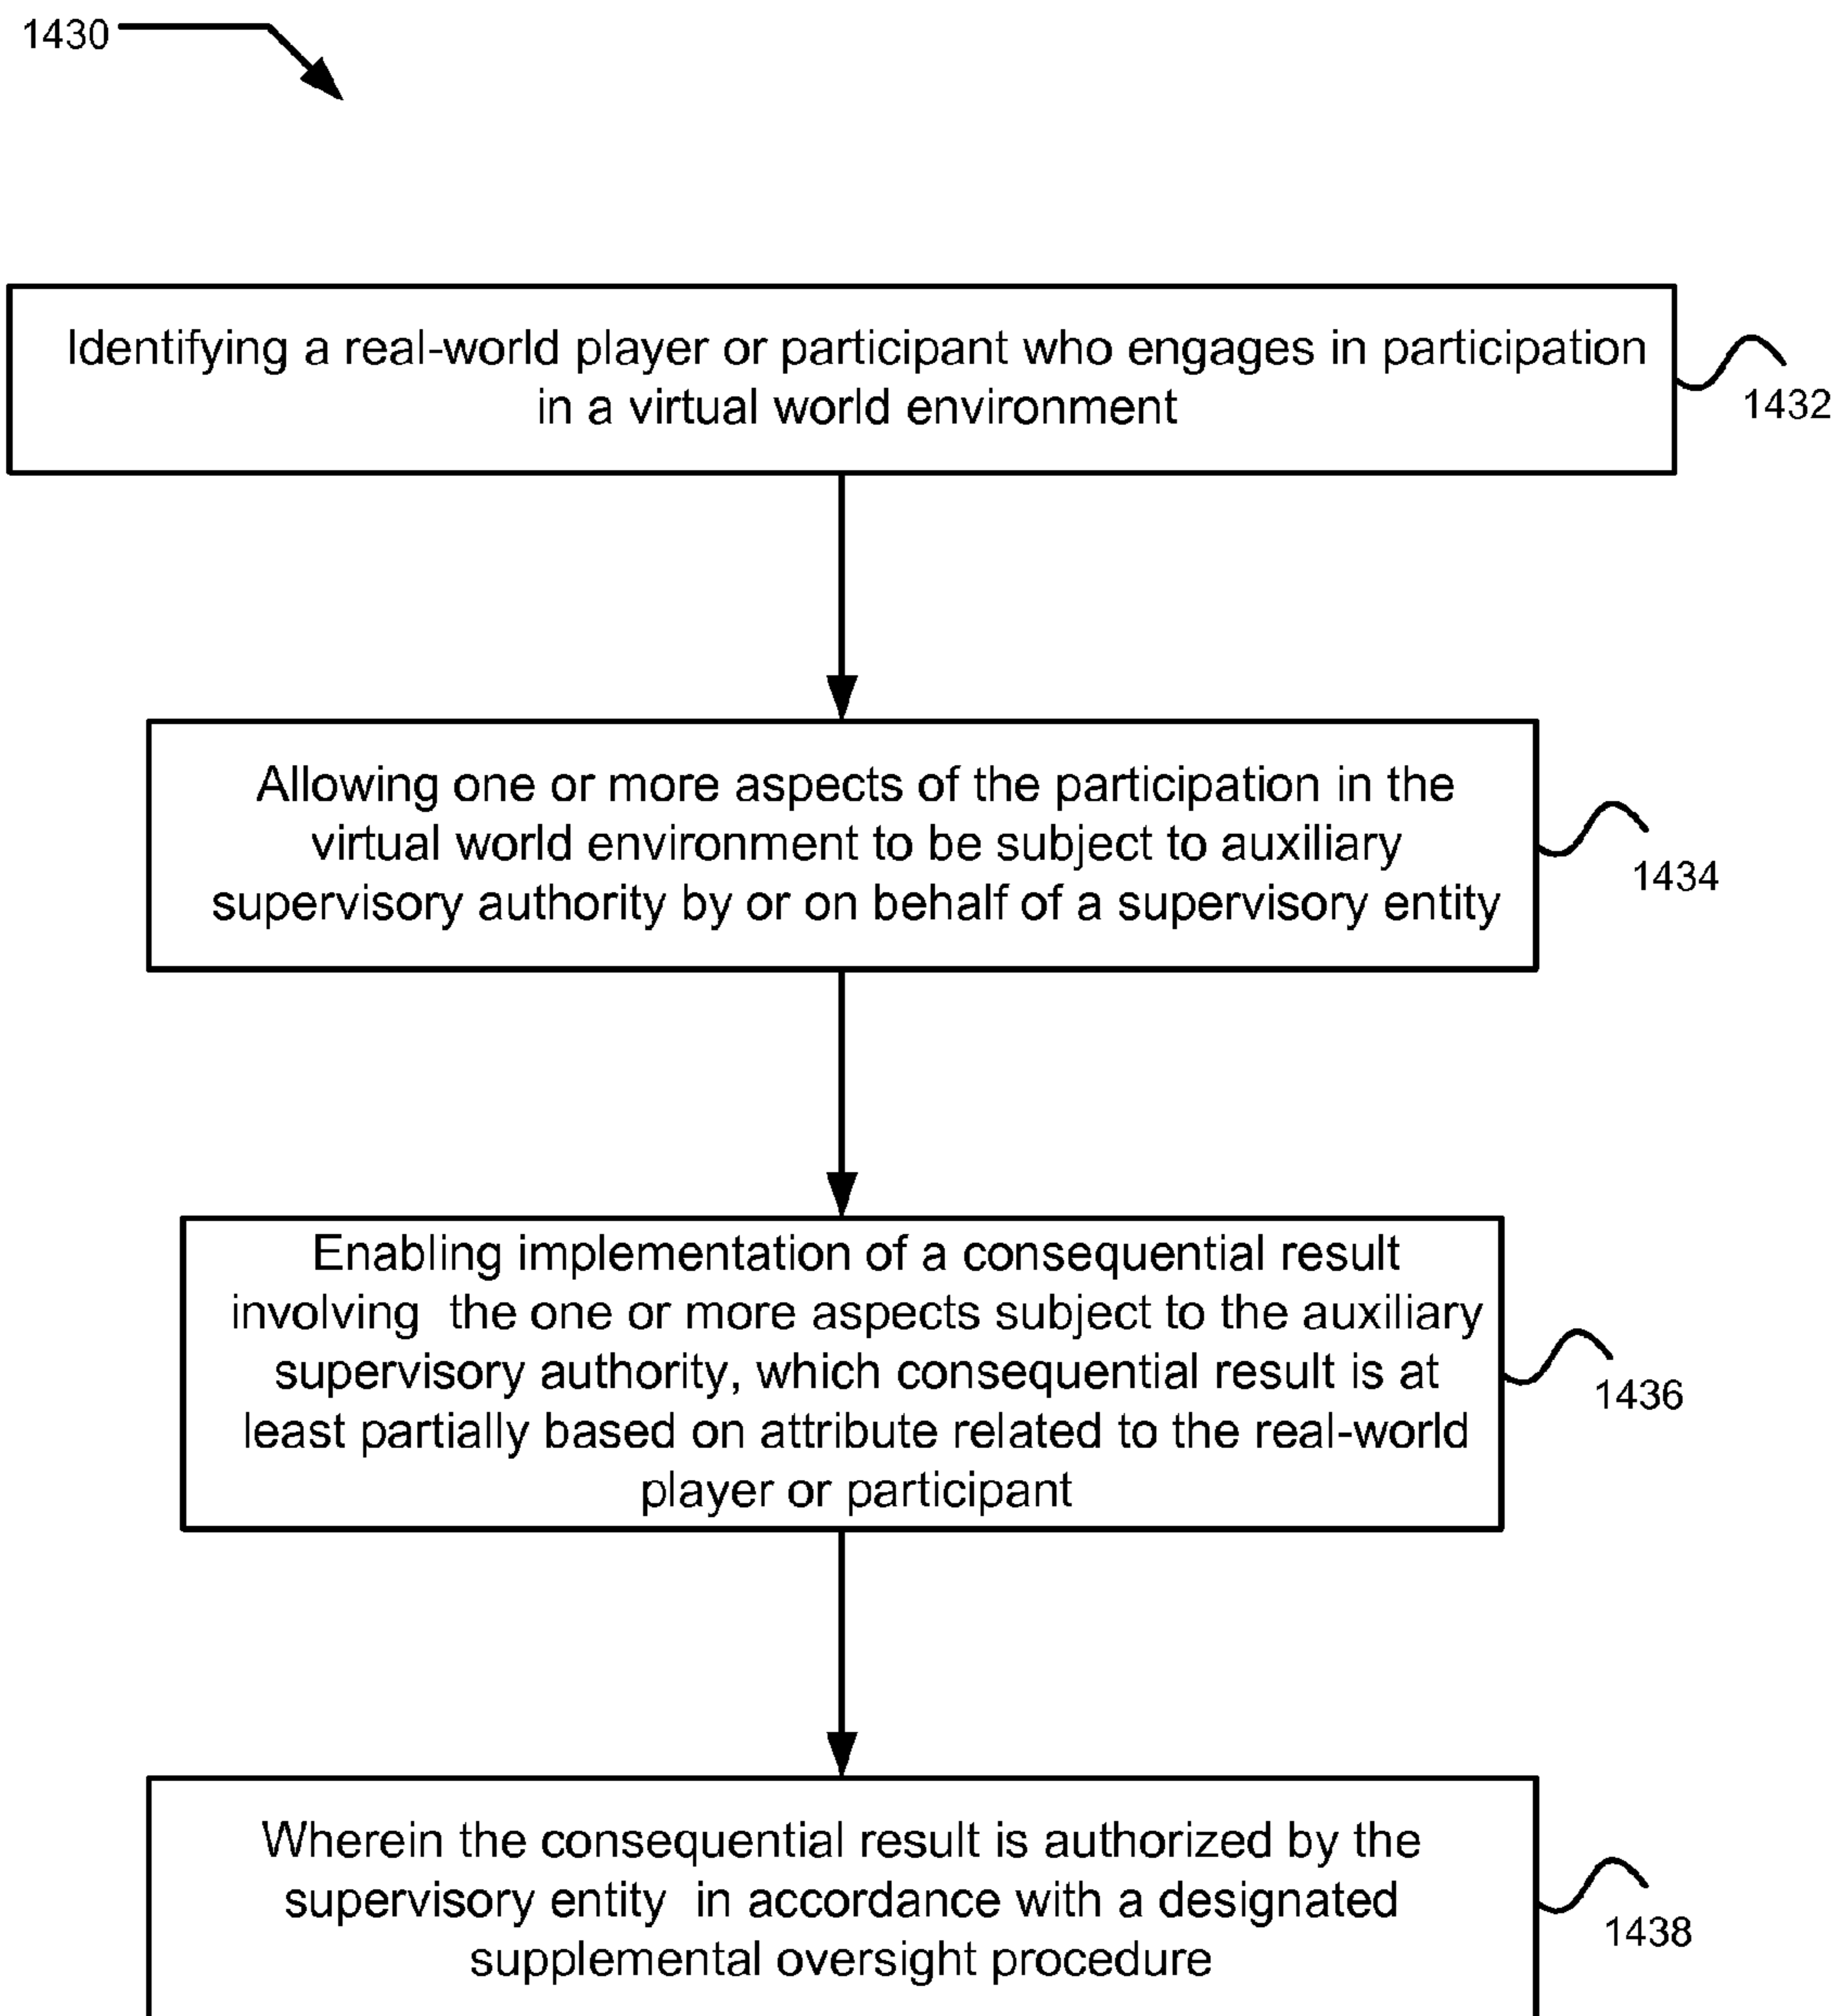 1430
Identifying a real-world player or participant who engages in participation
in a virtual world environment
1432
Allowing one or more aspects of the participation in the
virtual world environment to be subject to auxiliary
supervisory authority by or on behalf of a supervisory entity
1434
Enabling implementation of a consequential result
involving the one or more aspects subject to the auxiliary
supervisory authority, which consequential result is at
least partially based on attribute related to the real-world
player or participant
1436
Wherein the consequential result is authorized by the
supervisory entity in accordance with a designated
supplemental oversight procedure
1438